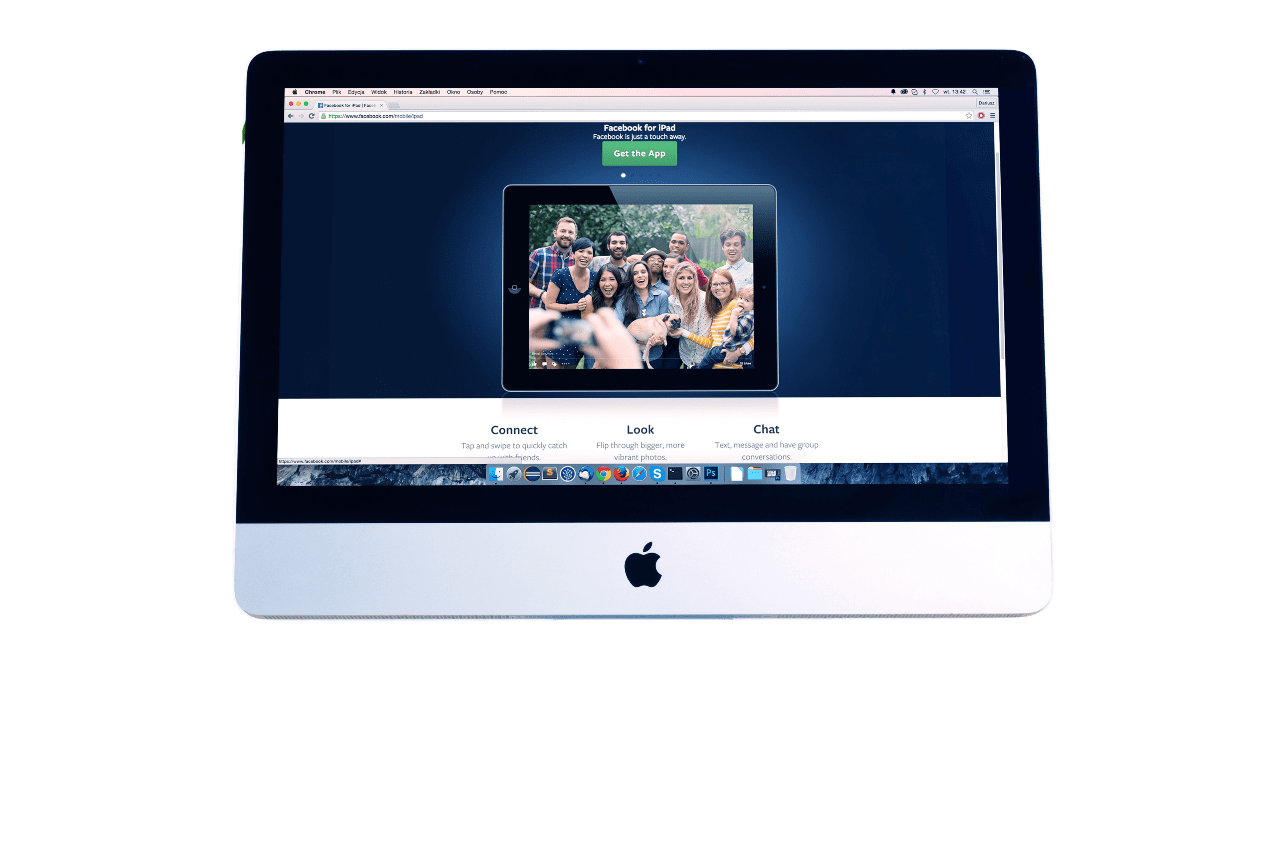 Chrome Plik Edycja Widok Historia Zakładki Okno Osoby Pomoc
wt. 13:42
Facebook for iPad | Faceb
Dariusz
https://www.facebook.com/mobile/ipad
Facebook for iPad
Facebook is just a touch away.
Get the App
Connect
Look
Chat
Tap and swipe to quickly catch
up with friends.
Flip through bigger, more
vibrant photos.
Text, message and have group
conversations.
https://www.facebook.com/mobile/ipad#
S
S
Ps